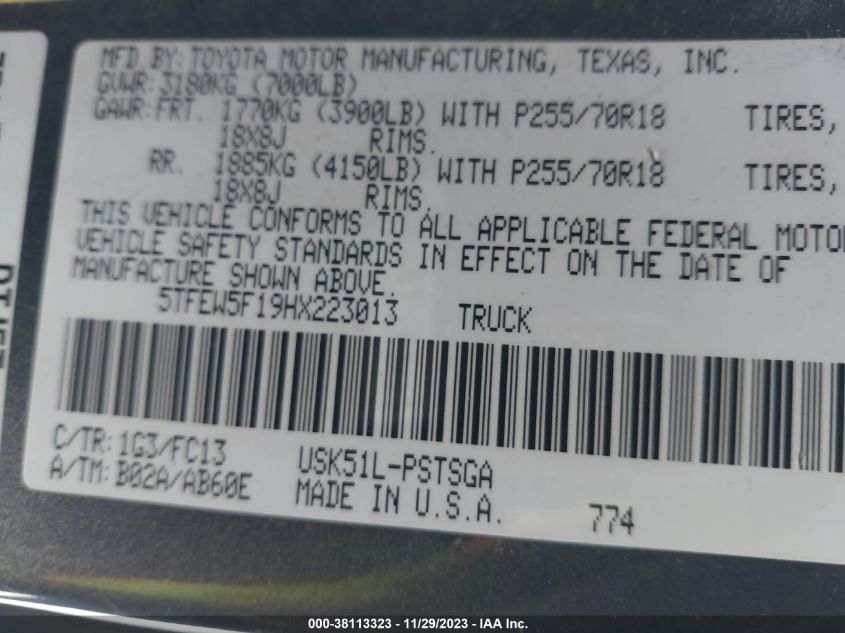 MFD BY: TOYOTA MOTOR MANUFACTURING, TEXAS, INC.
GVWR: 3180KG (7000LB)
GAWR: FRT. 1770KG (3900LB) WITH P255/70R18 TIRES,
18X8J RIMS.
RR. 1885KG (4150LB) WITH P255/70R18 TIRES,
18X8J RIMS.
THIS VEHICLE CONFORMS TO ALL APPLICABLE FEDERAL MOTO
VEHICLE SAFETY STANDARDS IN EFFECT ON THE DATE OF
MANUFACTURE SHOWN ABOVE.
5TFEW5F19HX223013 TRUCK
C/TR: 1G3/FC13 USK51L-PSTSGA
A/TM: B02A/AB60E MADE IN U.S.A. 774
000-38113323 - 11/29/2023 - IAA Inc.